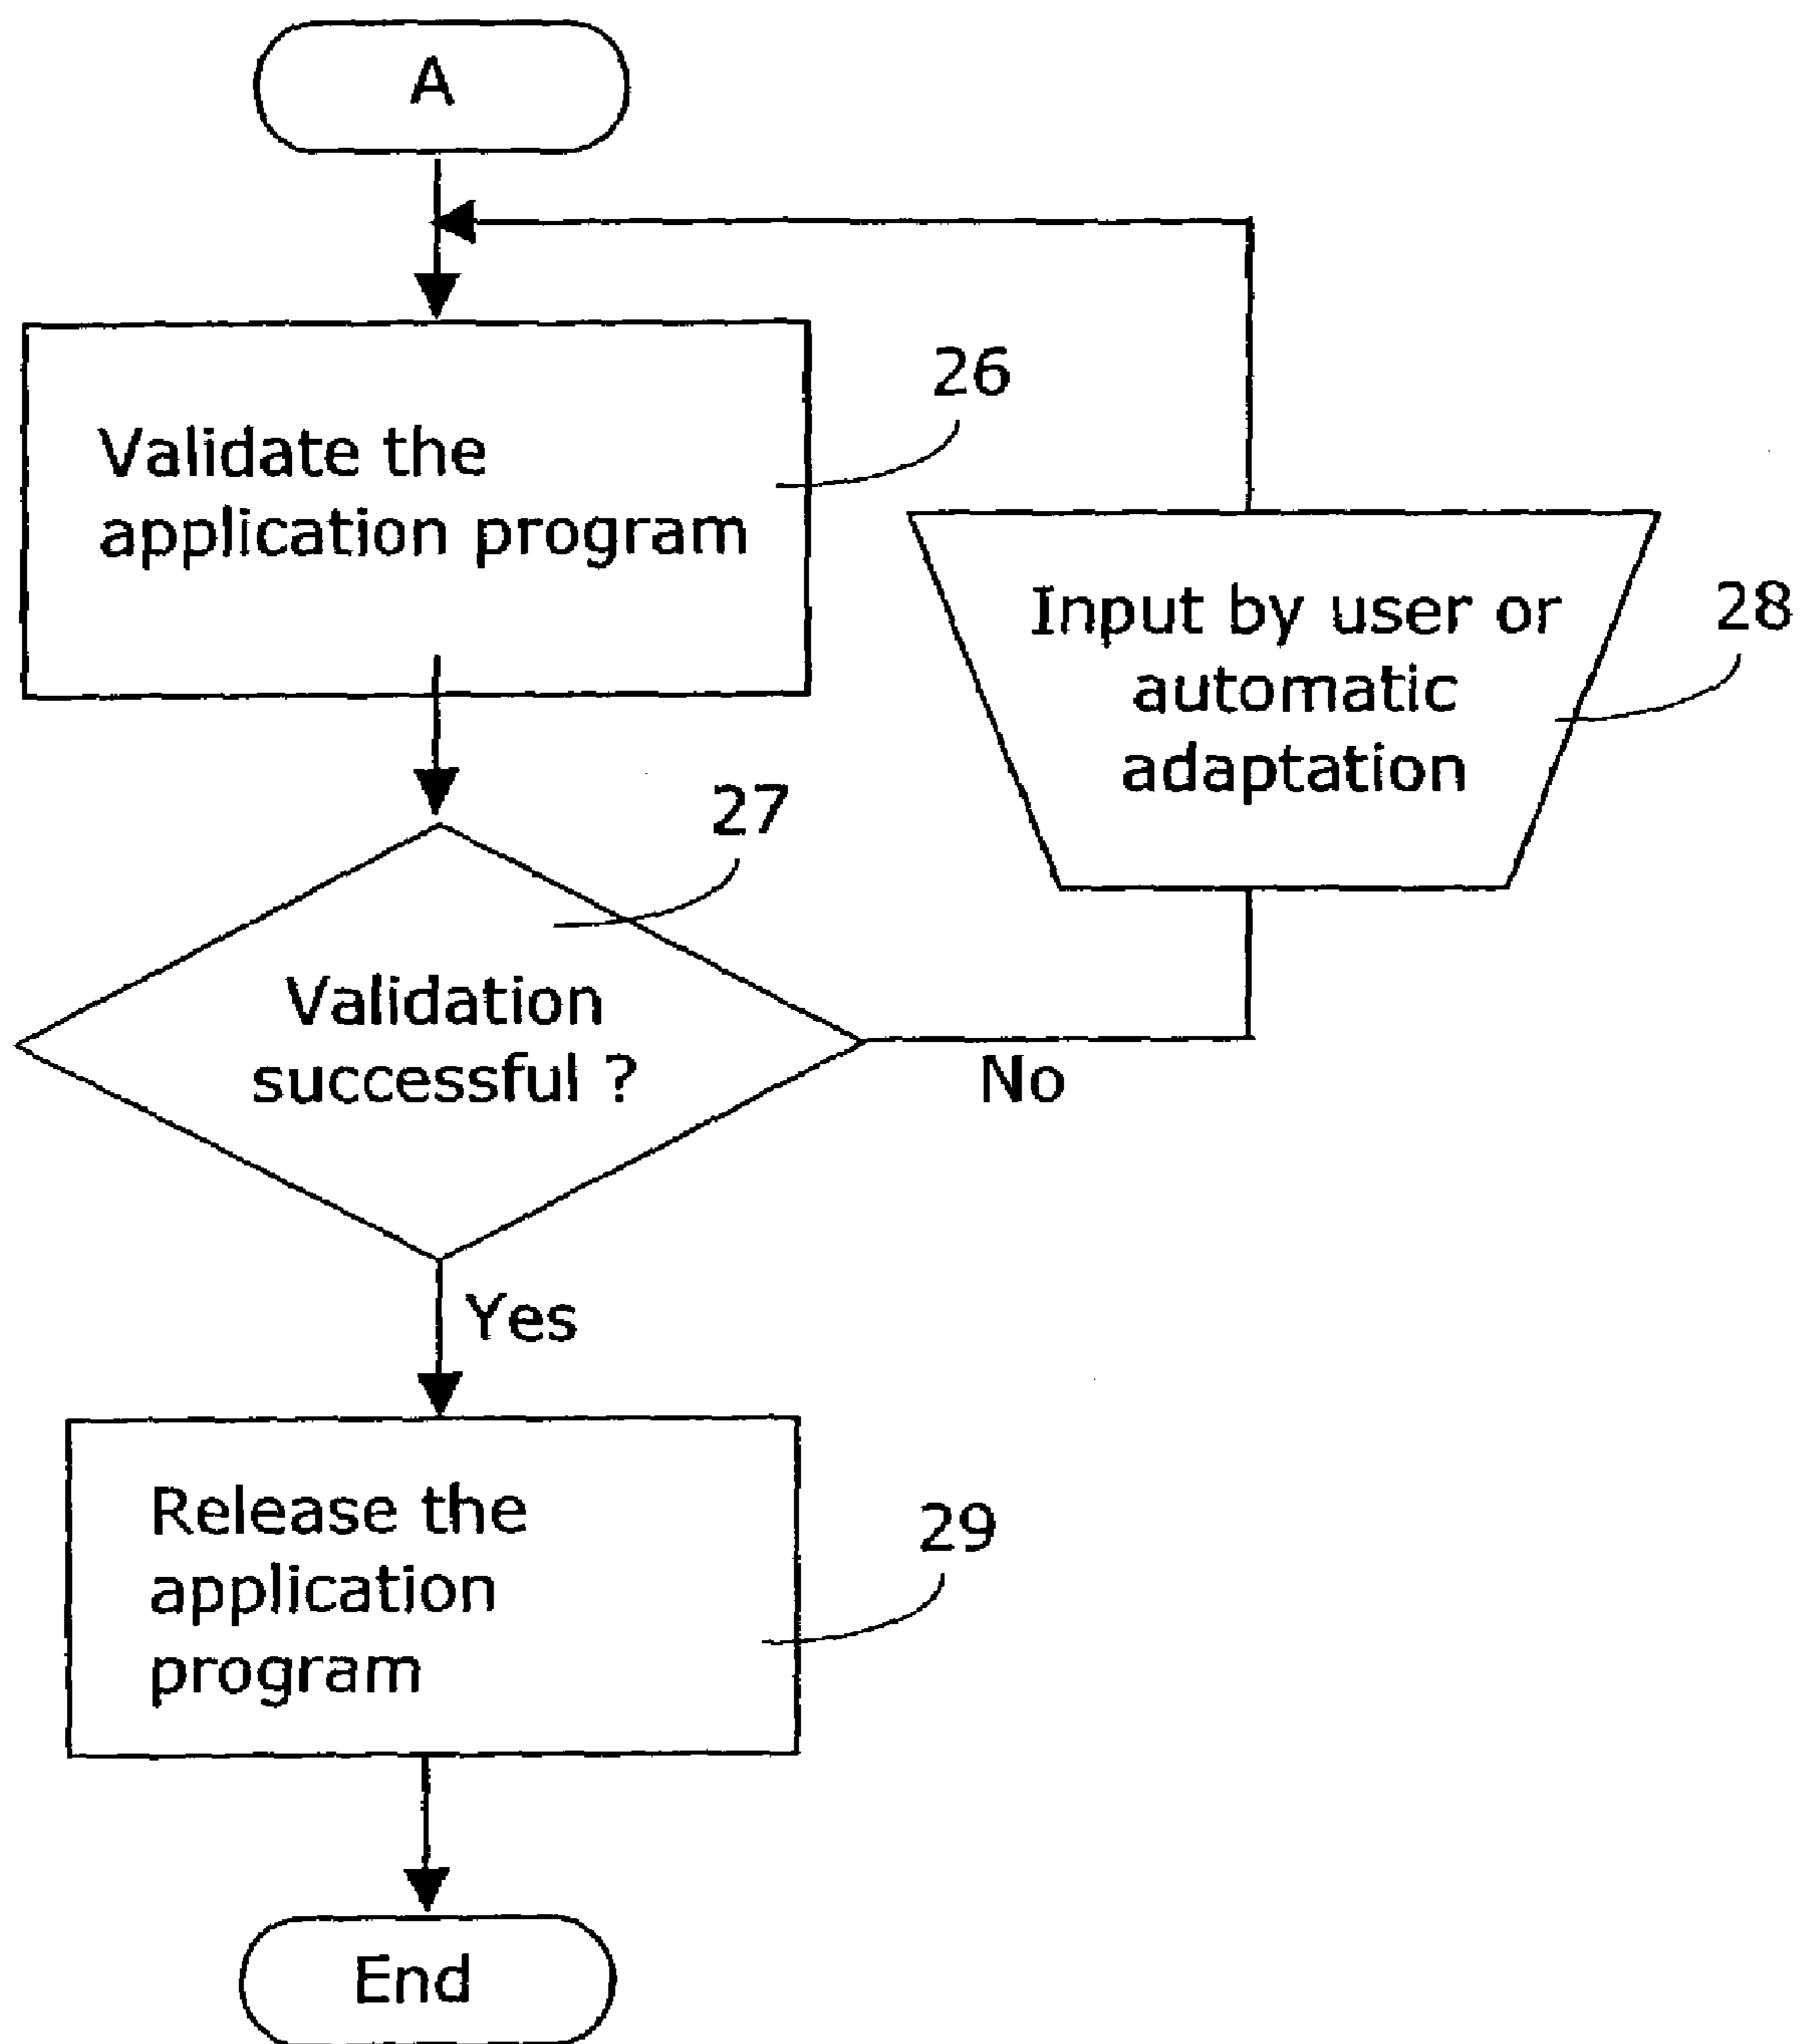 A
26
Validate the
application program
Input by user or
automatic
adaptation
28
27
Validation
successful ?
No
Yes
Release the
application
program
29
End